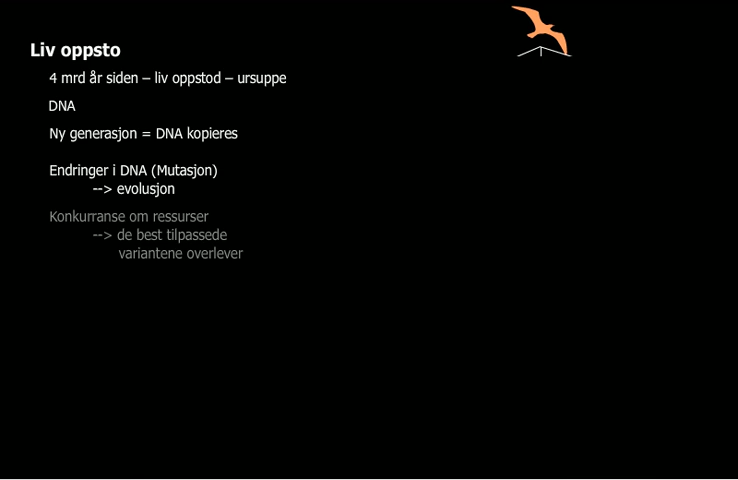 Liv oppsto
4 mrd år siden – liv oppstod – ursuppe
DNA
Ny generasjon = DNA kopieres
Endringer i DNA (Mutasjon)
--> evolusjon
Konkurranse om ressurser
--> de best tilpassede
variantene overlever